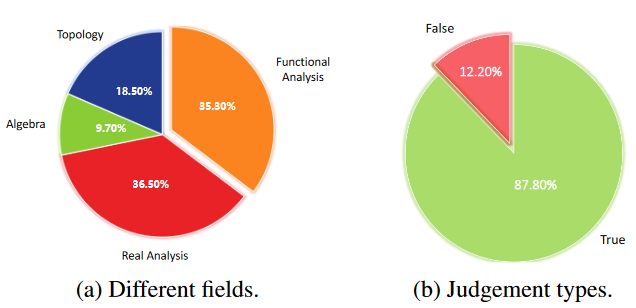 Topology
Functional
Analysis
18.50%
35.30%
Algebra
9.70%
36.50%
Real Analysis
(a) Different fields.
False
12.20%
87.80%
True
(b) Judgement types.